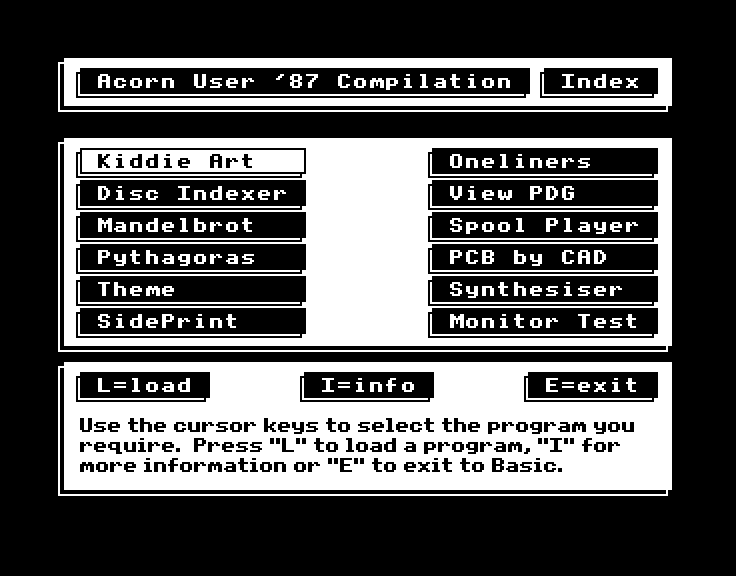 Acorn User '87 Compilation Index
Kiddie Art
Disc Indexer
Mandelbrot
Pythagoras
Theme
SidePrint
Oneliners
View PDG
Spool Player
PCB by CAD
Synthesiser
Monitor Test
L=load I=info E=exit
Use the cursor keys to select the program you
require. Press "L" to load a program, "I" for
more information or "E" to exit to Basic.